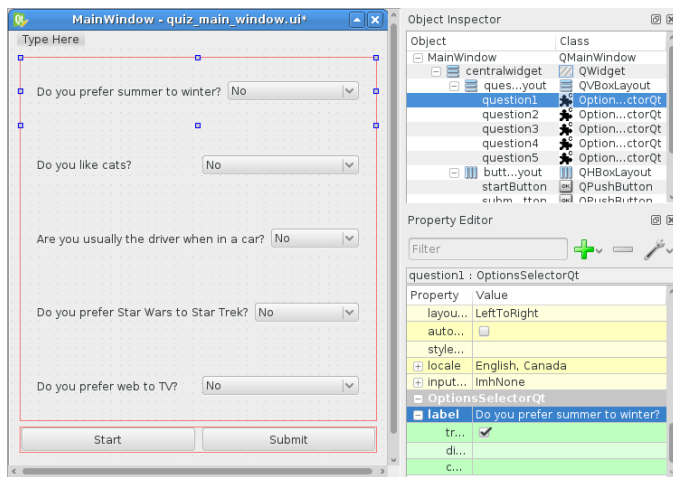 MainWindow - quiz_main_window.ui*
Type Here
Do you prefer summer to winter? No
Do you like cats? No
Are you usually the driver when in a car? No
Do you prefer Star Wars to Star Trek? No
Do you prefer web to TV? No
Start Submit
Object Inspector
Object Class
MainWindow QMainWindow
centralwidget QWidget
ques...yout QVBoxLayout
question1 Option...ctorQt
question2 Option...ctorQt
question3 Option...ctorQt
question4 Option...ctorQt
question5 Option...ctorQt
butt...yout QHBoxLayout
startButton QPushButton
subm...tton QPushButton
Property Editor
Filter
question1 : OptionsSelectorQt
Property Value
layou... LeftToRight
auto...
style...
locale English, Canada
input... ImhNone
OptionsSelectorQt
label Do you prefer summer to winter?
tr...
di...
c...